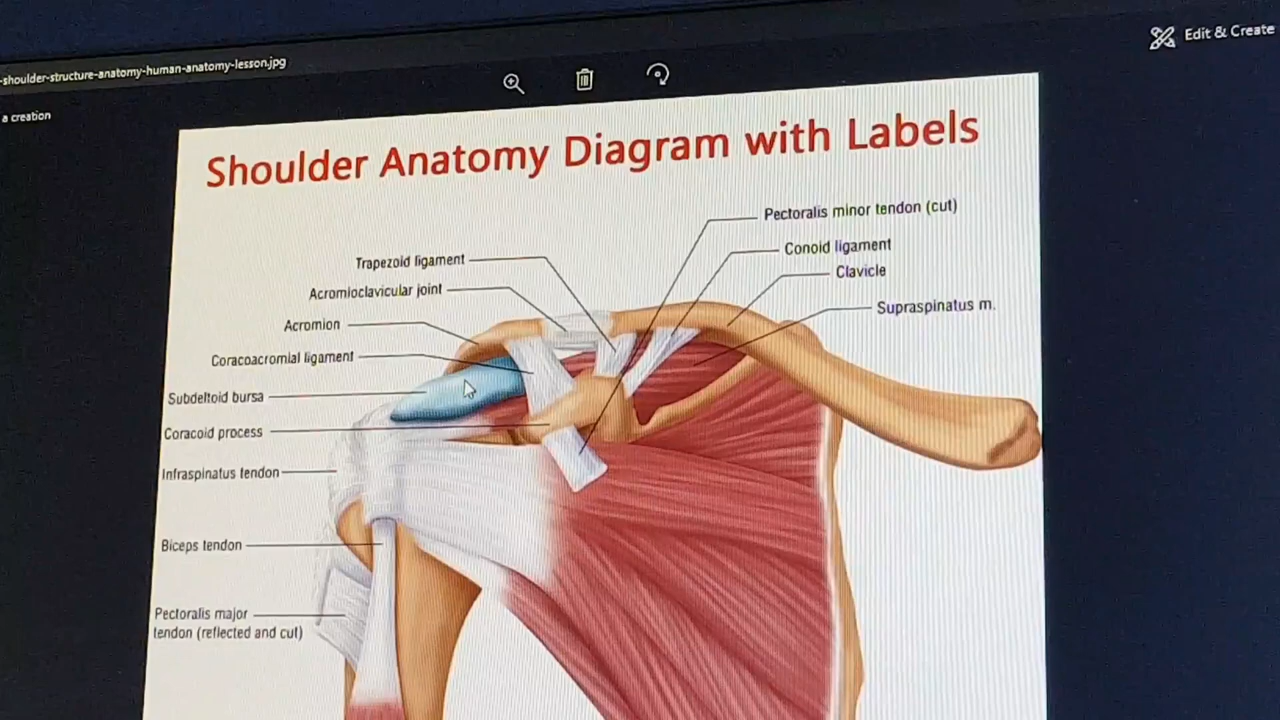 -shoulder-structure-anatomy-human-anatomy-lesson.jpg
Edit & Create
a creation
Shoulder Anatomy Diagram with Labels
Pectoralis minor tendon (cut)
Conoid ligament
Clavicle
Supraspinatus m.
Trapezoid ligament
Acromioclavicular joint
Acromion
Coracoacromial ligament
Subdeltoid bursa
Coracoid process
Infraspinatus tendon
Biceps tendon
Pectoralis major
tendon (reflected and cut)